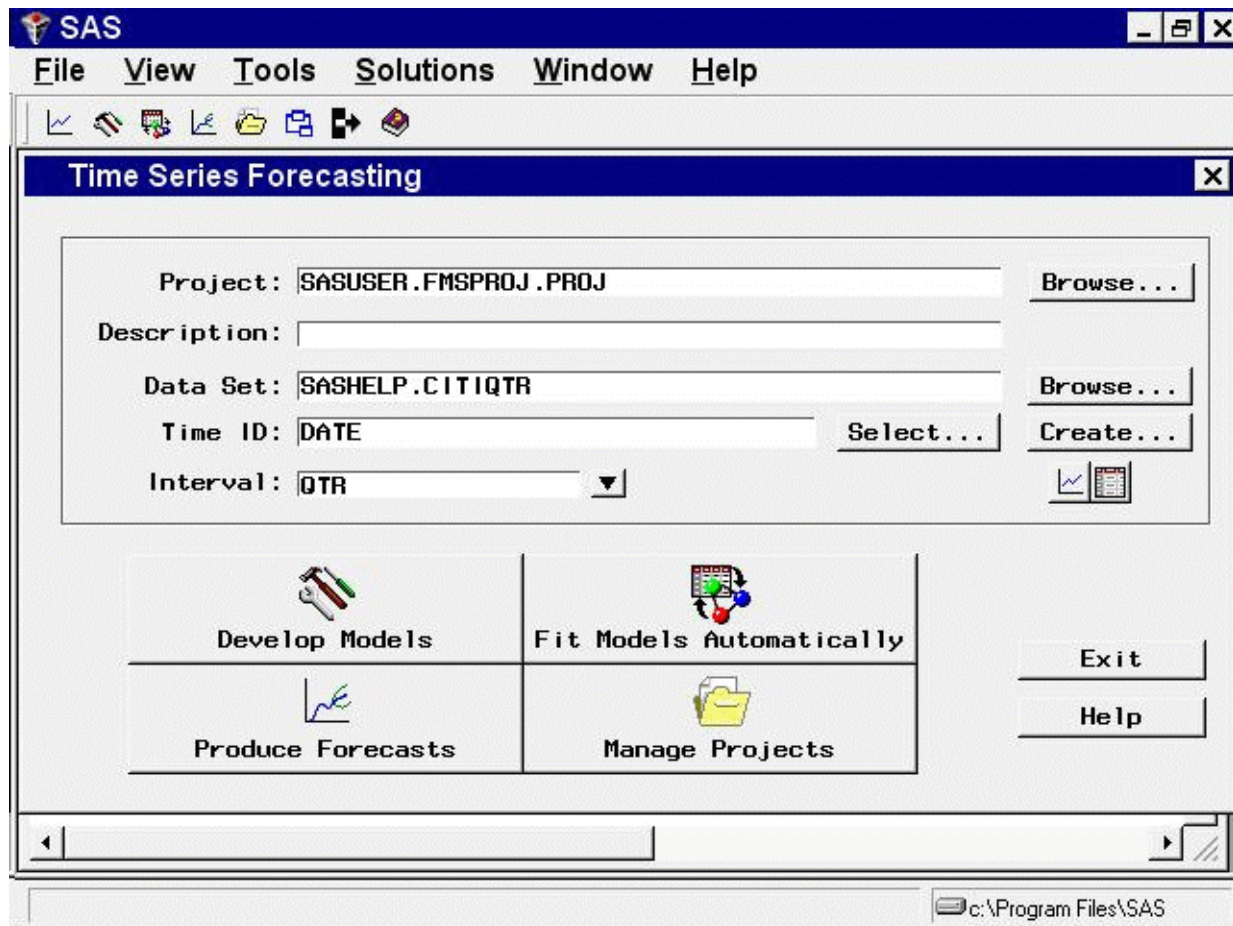 SAS
File View Tools Solutions Window Help
Time Series Forecasting
Project: SASUSER.FMSPROJ.PROJ Browse...
Description:
Data Set: SASHELP.CITIQTR Browse...
Time ID: DATE Select... Create...
Interval: QTR
Develop Models Fit Models Automatically
Exit
Help
Produce Forecasts Manage Projects
c:\Program Files\SAS